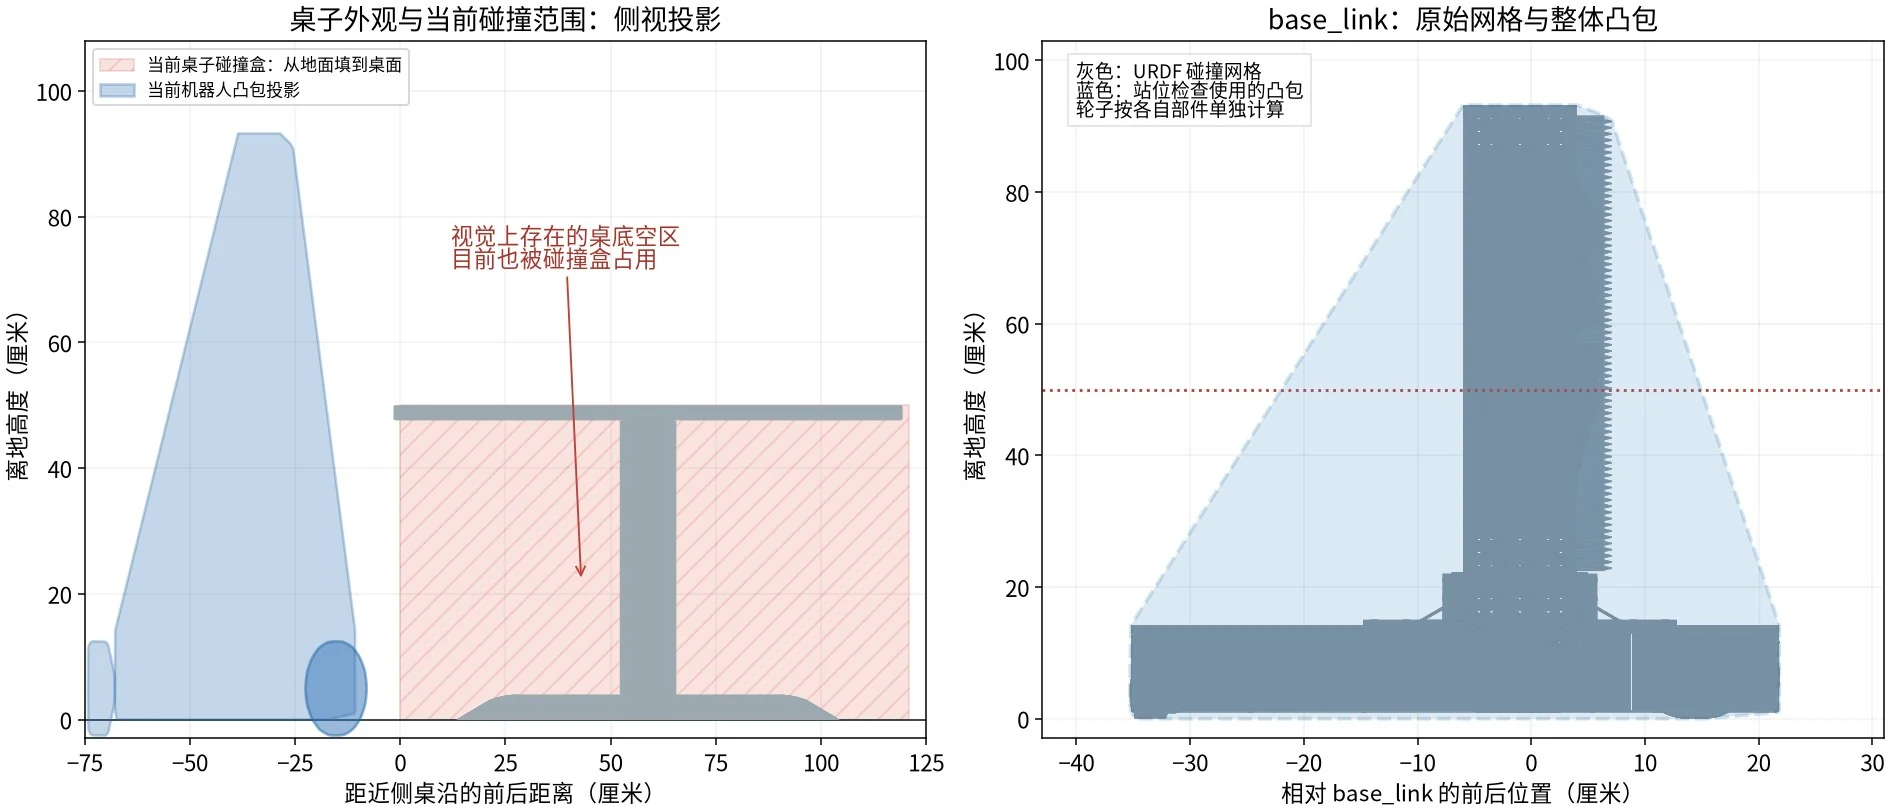 桌子外观与当前碰撞范围：侧视投影
当前桌子碰撞盒：从地面填到桌面
当前机器人凸包投影
视觉上存在的桌底空区
目前也被碰撞盒占用
离地高度（厘米）
100
80
60
40
20
0
−75
−50
−25
0
25
50
75
100
125
距近侧桌沿的前后距离（厘米）
base_link：原始网格与整体凸包
灰色：URDF 碰撞网格
蓝色：站位检查使用的凸包
轮子按各自部件单独计算
离地高度（厘米）
100
80
60
40
20
0
−40
−30
−20
−10
0
10
20
30
相对 base_link 的前后位置（厘米）